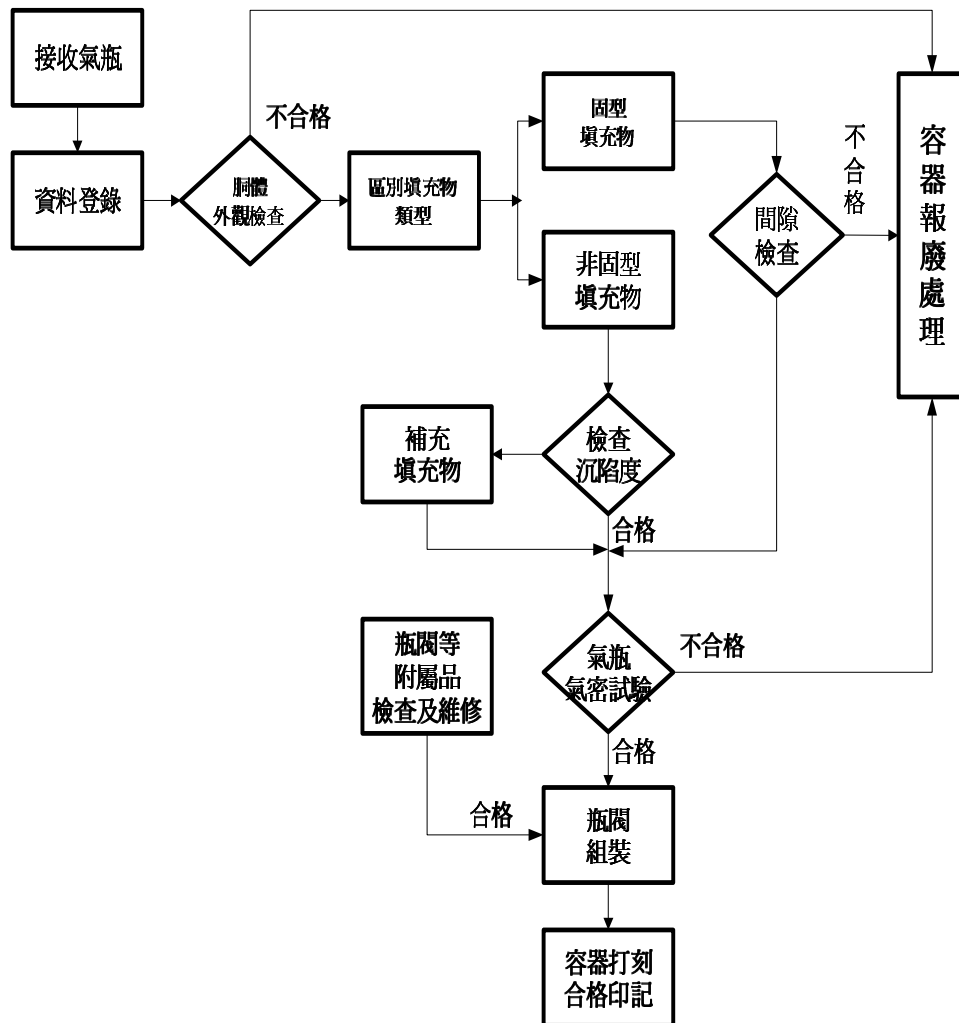 接收氣瓶
資料登錄
不合格
胴體
外觀檢查
區別填充物
類型
固型
填充物
非固型
填充物
間隙
檢查
不合格
容器報廢處理
檢查
沉陷度
補充
填充物
合格
氣瓶
氣密試驗
不合格
瓶閥等
附屬品
檢查及維修
合格
合格
瓶閥
組裝
容器打刻
合格印記